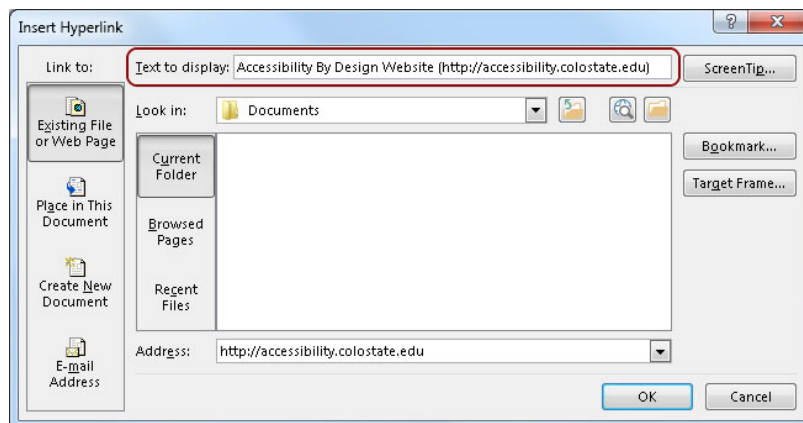 Insert Hyperlink
?
Link to:
Text to display: Accessibility By Design Website (http://accessibility.colostate.edu)
ScreenTip...
Existing File
or Web Page
Look in:
Documents
Current
Folder
Bookmark...
Target Frame...
Place in This
Document
Browsed
Pages
Create New
Document
Recent
Files
Address: http://accessibility.colostate.edu
E-mail
Address
OK
Cancel